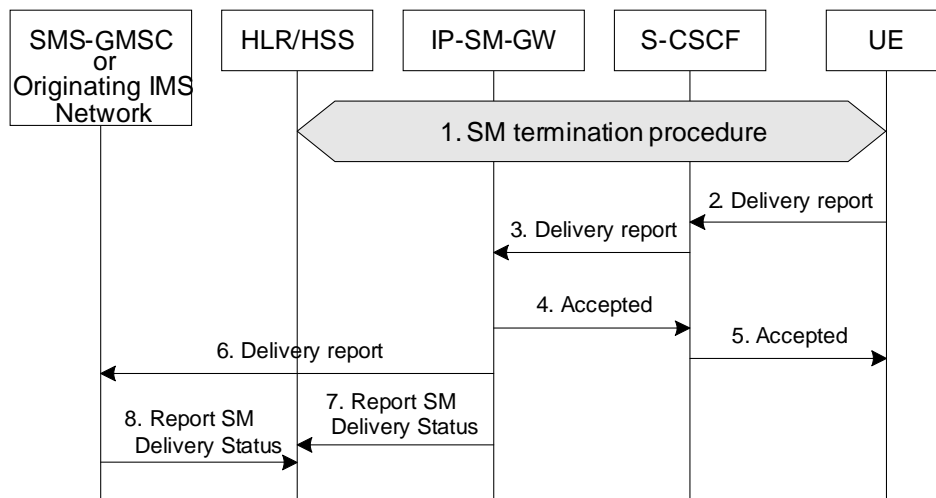 SMS-GMSC
or
Originating IMS
Network
HLR/HSS
IP-SM-GW
S-CSCF
UE
1. SM termination procedure
2. Delivery report
3. Delivery report
4. Accepted
5. Accepted
6. Delivery report
7. Report SM
Delivery Status
8. Report SM
Delivery Status